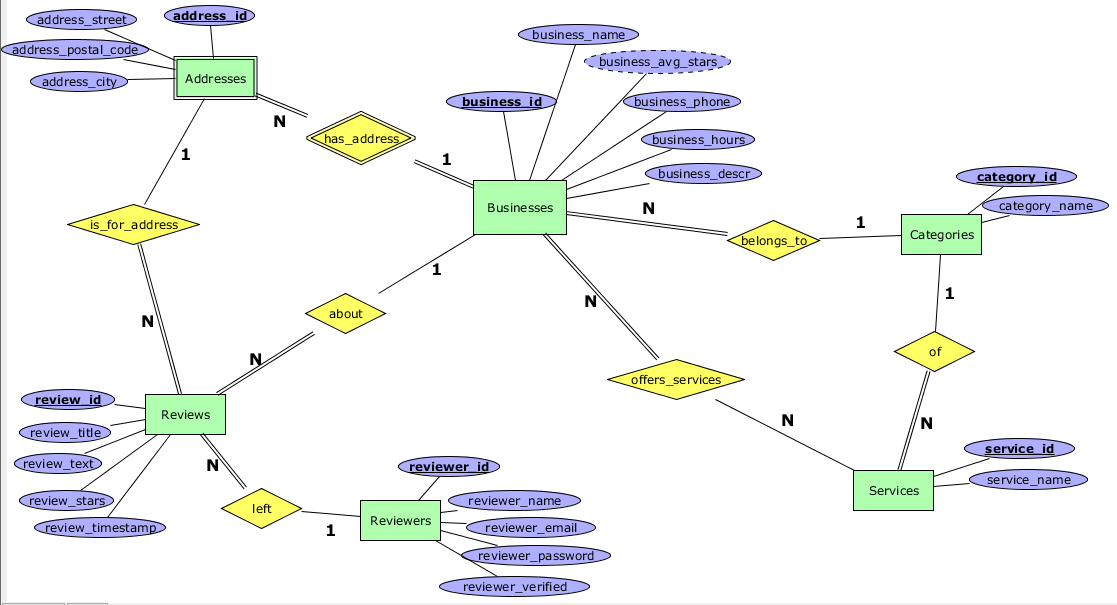 address_street
address_id
address_postal_code
address_city
Addresses
N
has_address
1
1
is_for_address
N
business_name
business_avg_stars
business_id
business_phone
business_hours
business_descr
Businesses
N
belongs_to
1
category_id
category_name
Categories
1
of
N
1
about
N
N
offers_services
N
service_id
service_name
Services
review_id
review_title
review_text
review_stars
review_timestamp
Reviews
N
left
1
reviewer_id
reviewer_name
reviewer_email
reviewer_password
reviewer_verified
Reviewers